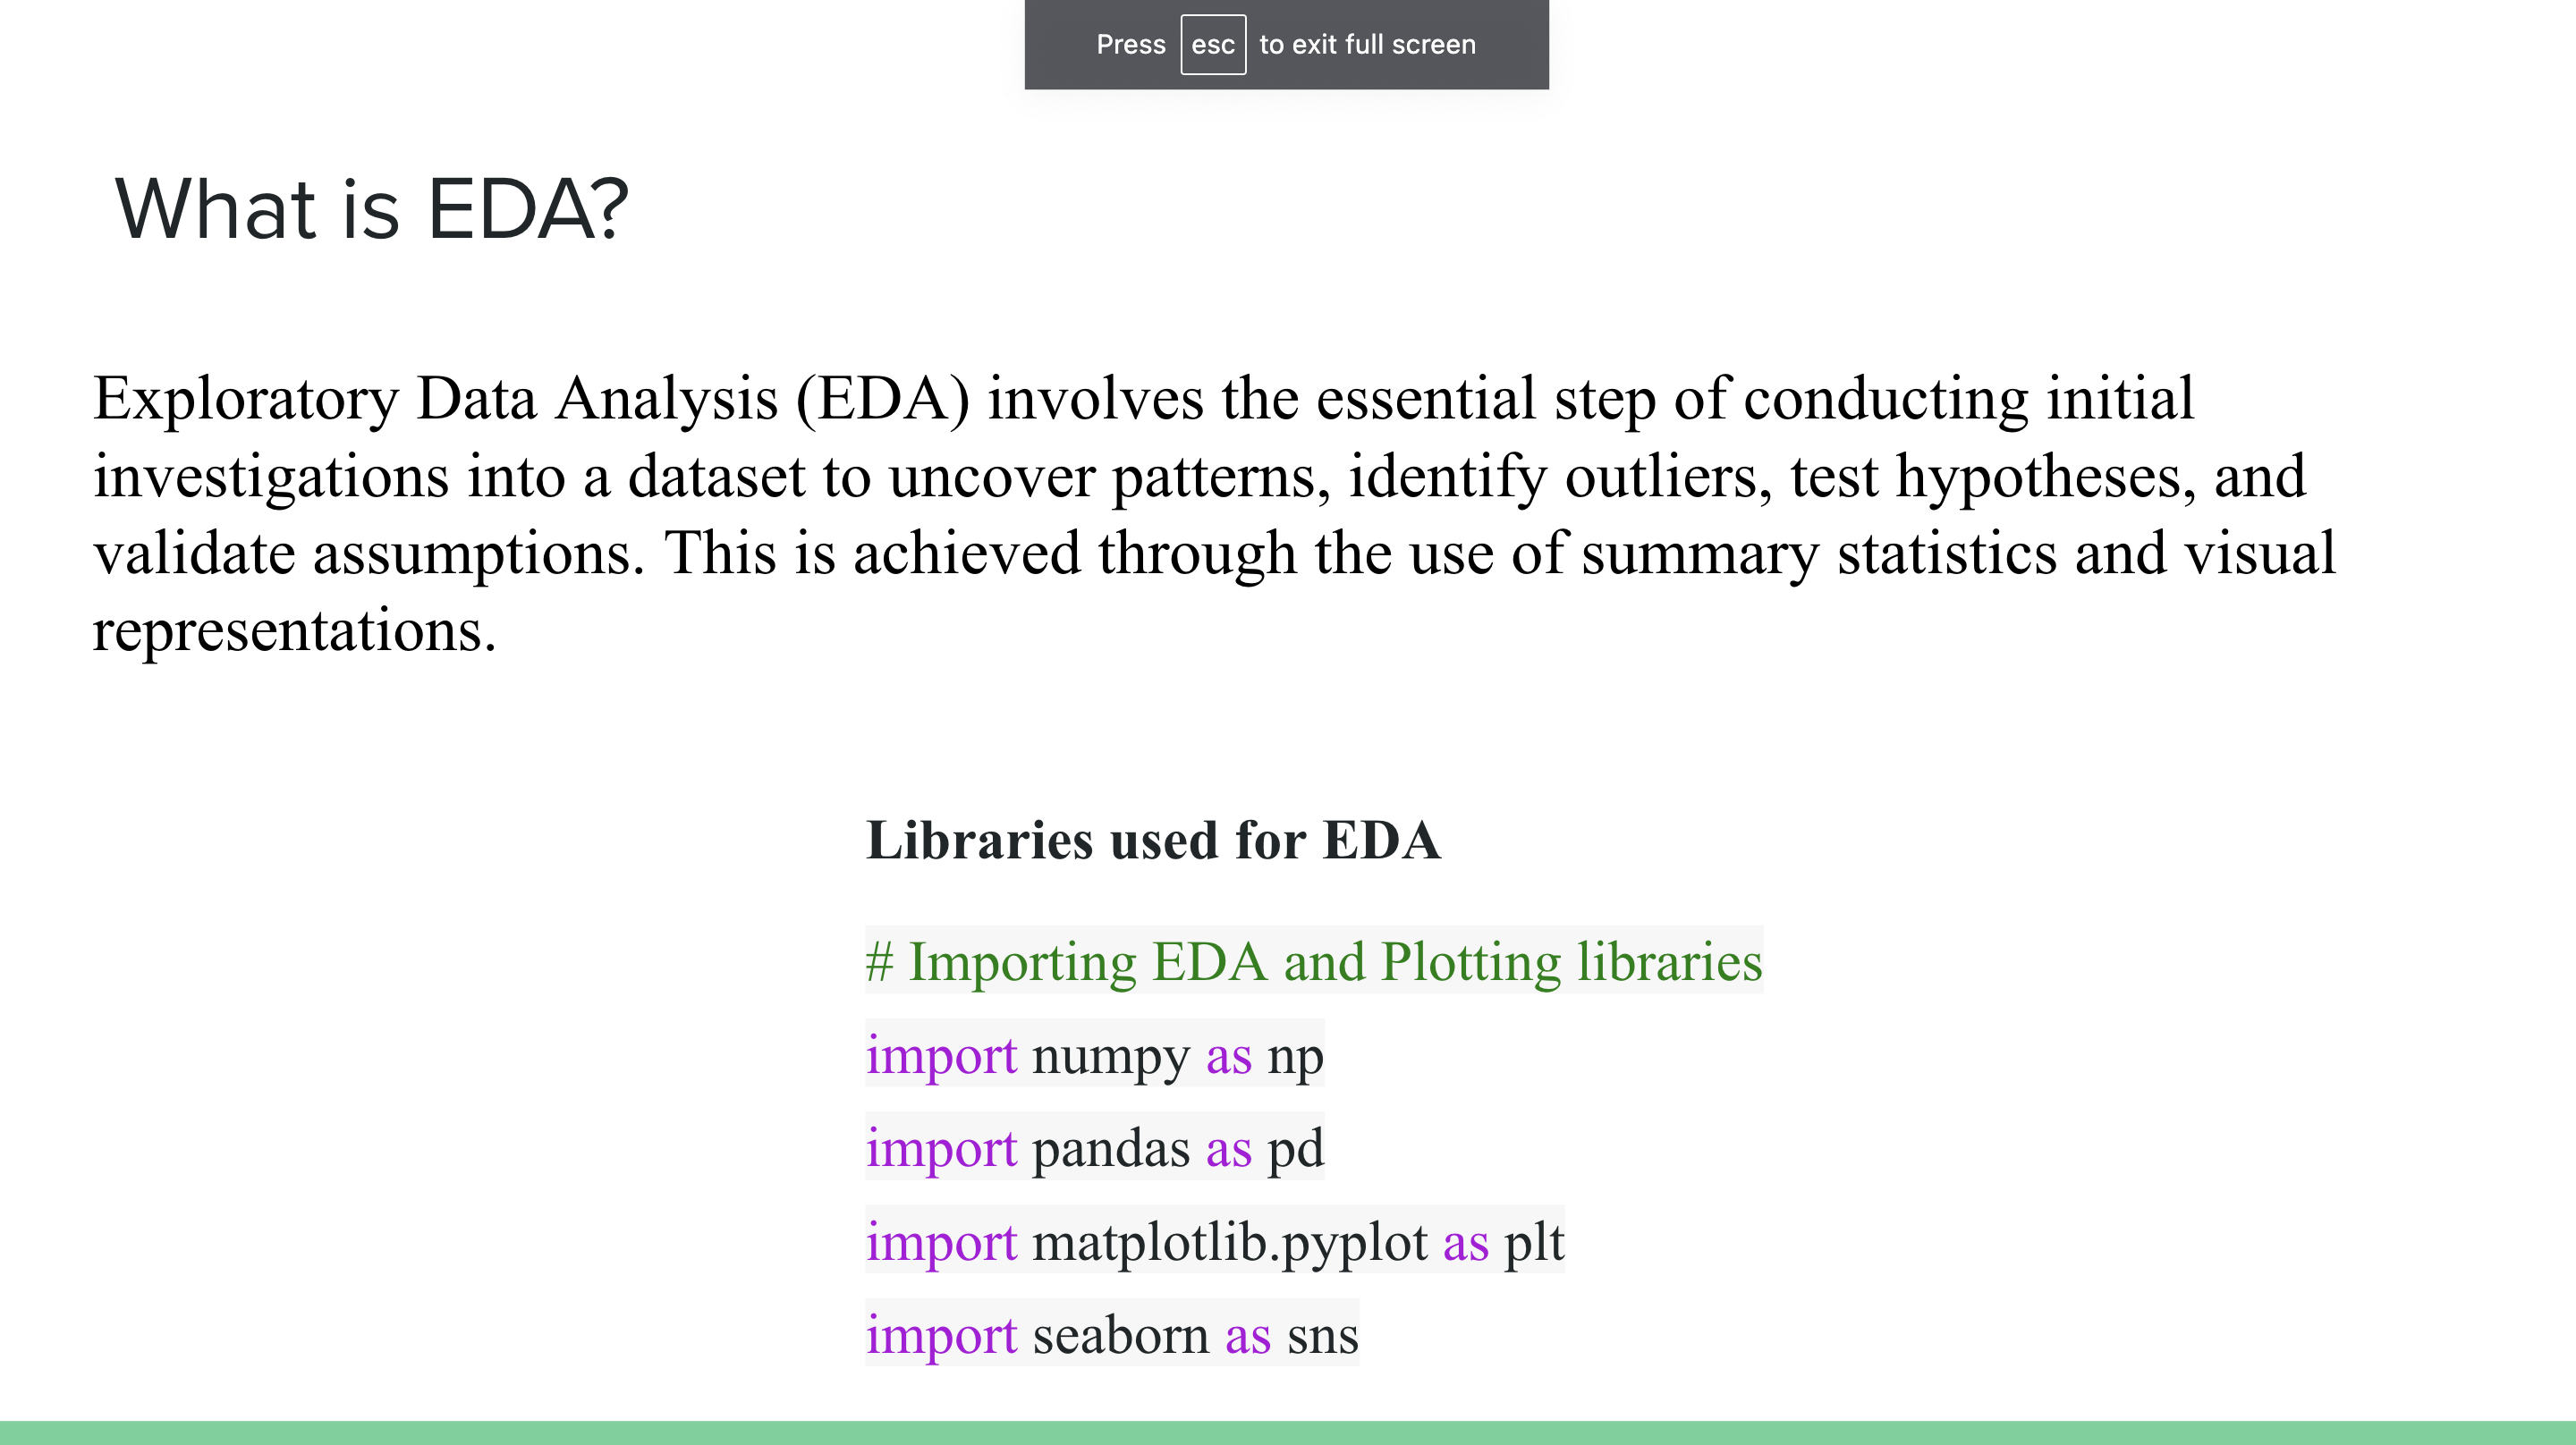 Press esc to exit full screen
What is EDA?
Exploratory Data Analysis (EDA) involves the essential step of conducting initial
investigations into a dataset to uncover patterns, identify outliers, test hypotheses, and
validate assumptions. This is achieved through the use of summary statistics and visual
representations.
Libraries used for EDA
# Importing EDA and Plotting libraries
import numpy as np
import pandas as pd
import matplotlib.pyplot as plt
import seaborn as sns